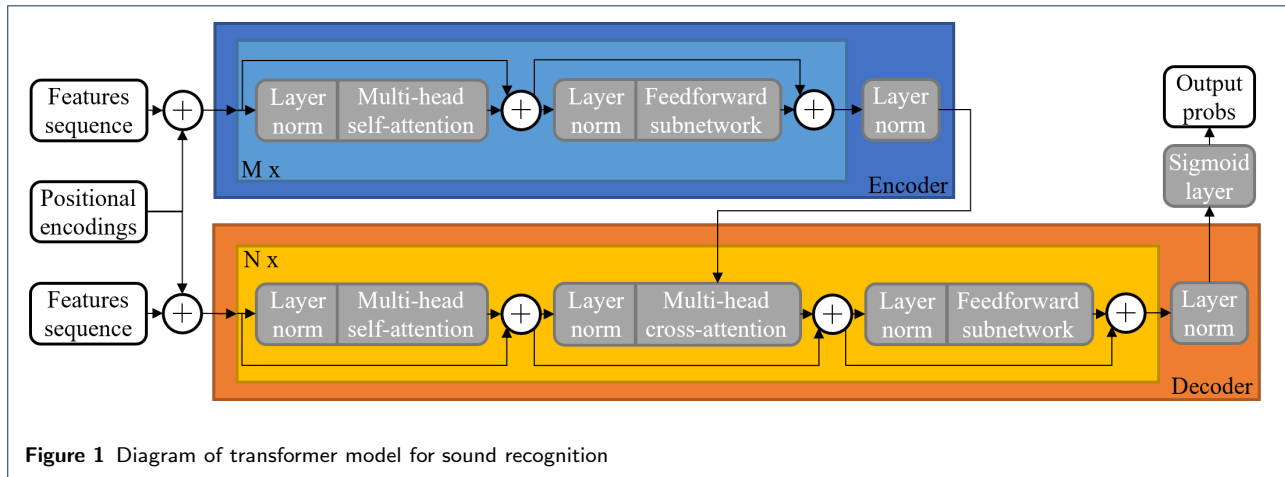 Features
sequence
+
Layer
norm
Multi-head
self-attention
+
Layer
norm
Feedforward
subnetwork
+
Layer
norm
M x
Encoder
Output
probs
Sigmoid
layer
Positional
encodings
N x
Features
sequence
+
Layer
norm
Multi-head
self-attention
+
Layer
norm
Multi-head
cross-attention
+
Layer
norm
Feedforward
subnetwork
+
Layer
norm
Decoder
Figure 1 Diagram of transformer model for sound recognition